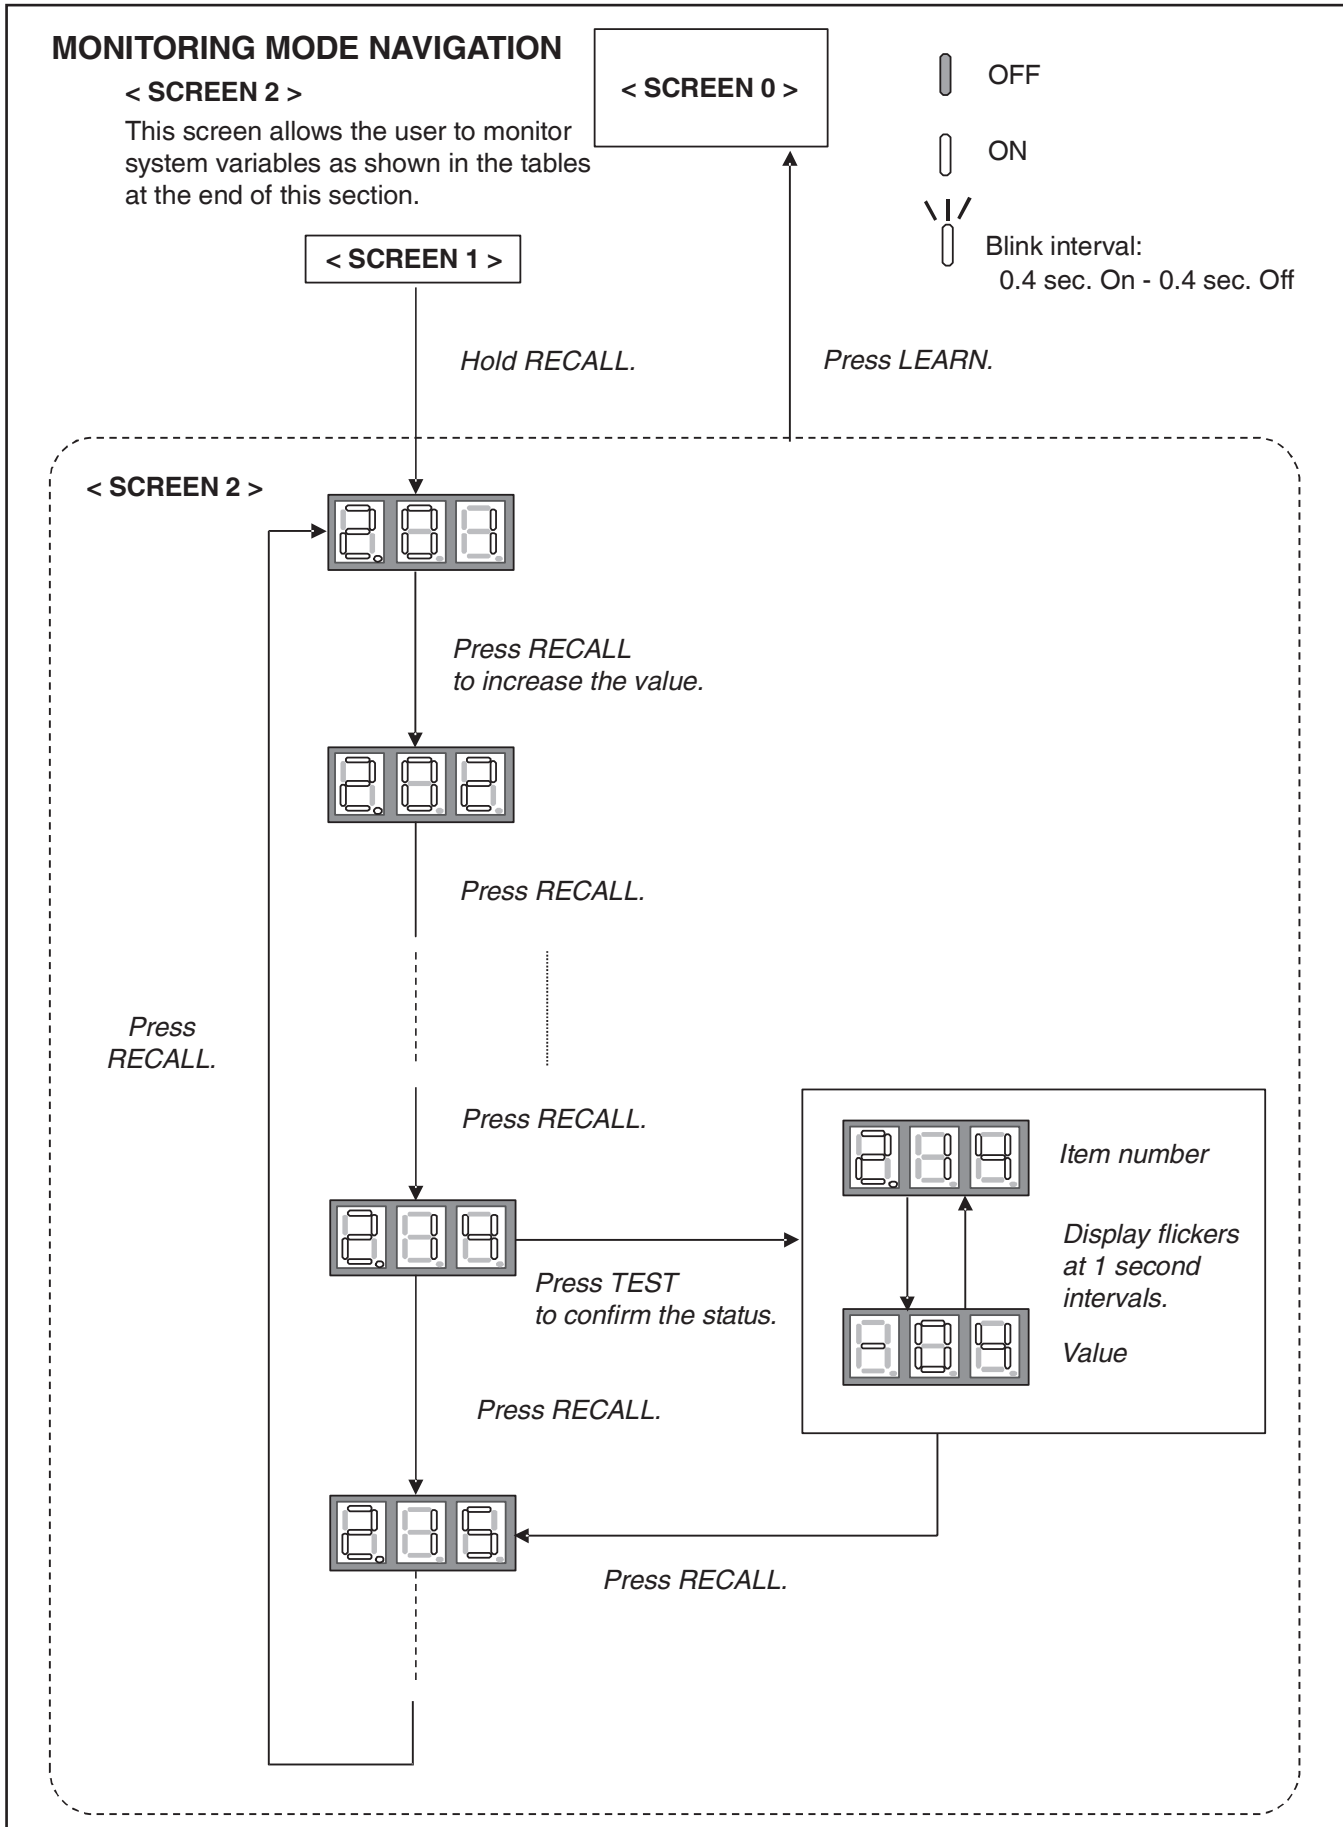 MONITORING MODE NAVIGATION
< SCREEN 2 >
This screen allows the user to monitor
system variables as shown in the tables
at the end of this section.
< SCREEN 0 >
OFF
ON
Blink interval:
0.4 sec. On - 0.4 sec. Off
< SCREEN 1 >
Hold RECALL.
Press LEARN.
< SCREEN 2 >
2.01
Press RECALL
to increase the value.
2.02
Press RECALL.
Press
RECALL.
Press RECALL.
2.14
Press TEST
to confirm the status.
2.14
Item number
Display flickers
at 1 second
intervals.
-04
Value
Press RECALL.
2.15
Press RECALL.